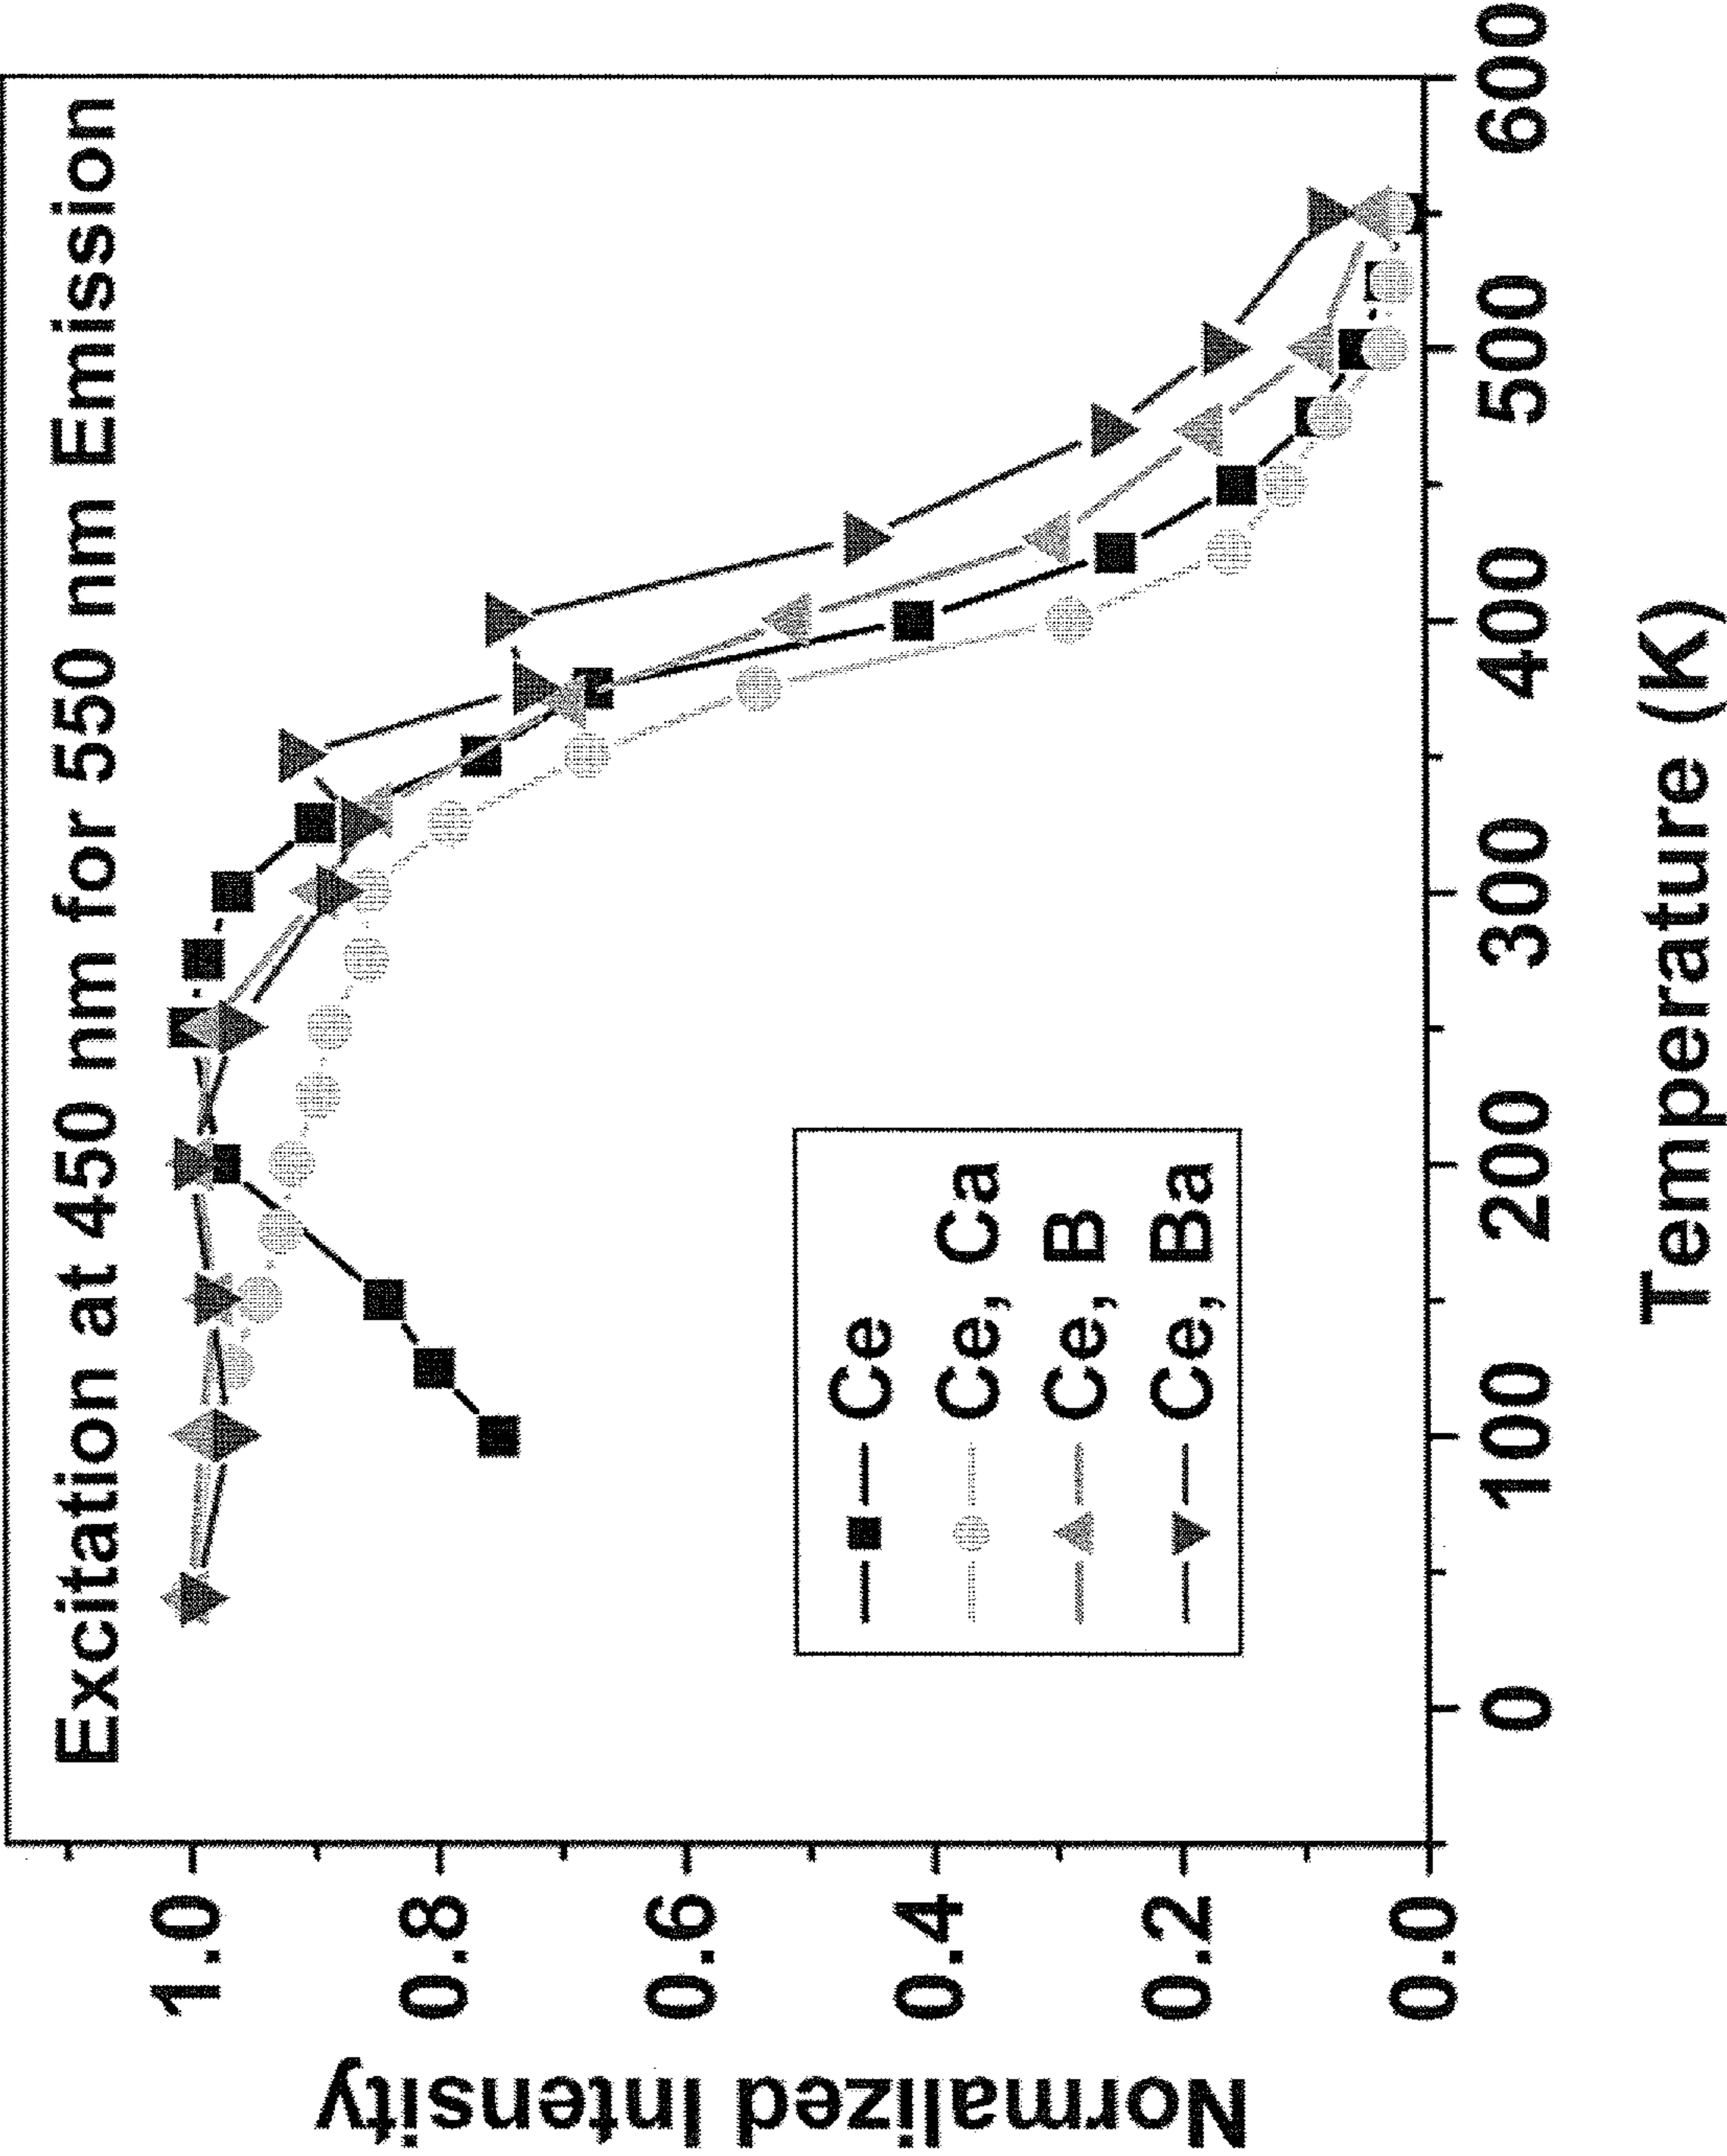 Excitation at 450 nm for 550 nm Emission
Normalized Intensity
1.0
0.8
0.6
0.4
0.2
0.0
Ce
Ce, Ca
Ce, B
Ce, Ba
0 100 200 300 400 500 600
Temperature (K)